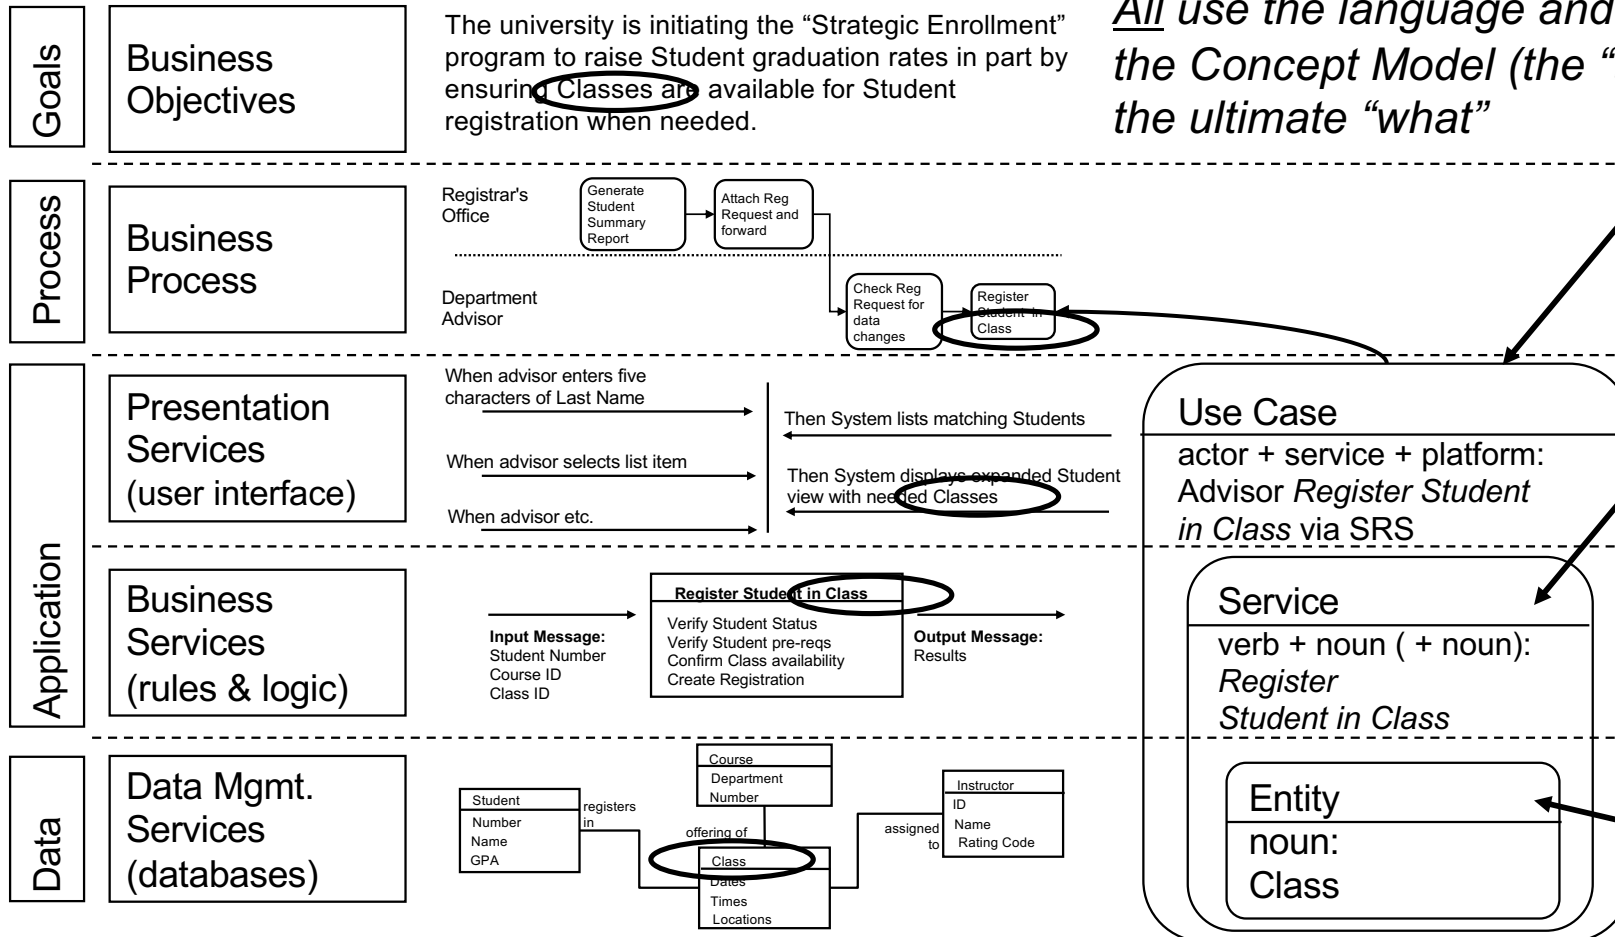 Goals
Business
Objectives
The university is initiating the “Strategic Enrollment”
program to raise Student graduation rates in part by
ensuring Classes are available for Student
registration when needed.
All use the language and
the Concept Model (the “
the ultimate “what”
Process
Business
Process
Registrar's
Office
Generate
Student
Summary
Report
Attach Reg
Request and
forward
Department
Advisor
Check Reg
Request for
data
changes
Register
Student in
Class
Application
Presentation
Services
(user interface)
When advisor enters five
characters of Last Name
Then System lists matching Students
When advisor selects list item
Then System displays expanded Student
view with needed Classes
When advisor etc.
Use Case
actor + service + platform:
Advisor Register Student
in Class via SRS
Business
Services
(rules & logic)
Input Message:
Student Number
Course ID
Class ID
Register Student in Class
Verify Student Status
Verify Student pre-reqs
Confirm Class availability
Create Registration
Output Message:
Results
Service
verb + noun ( + noun):
Register
Student in Class
Data
Data Mgmt.
Services
(databases)
Student
Number
Name
GPA
registers
in
Course
Department
Number
offering of
Class
Dates
Times
Locations
assigned
to
Instructor
ID
Name
Rating Code
Entity
noun:
Class